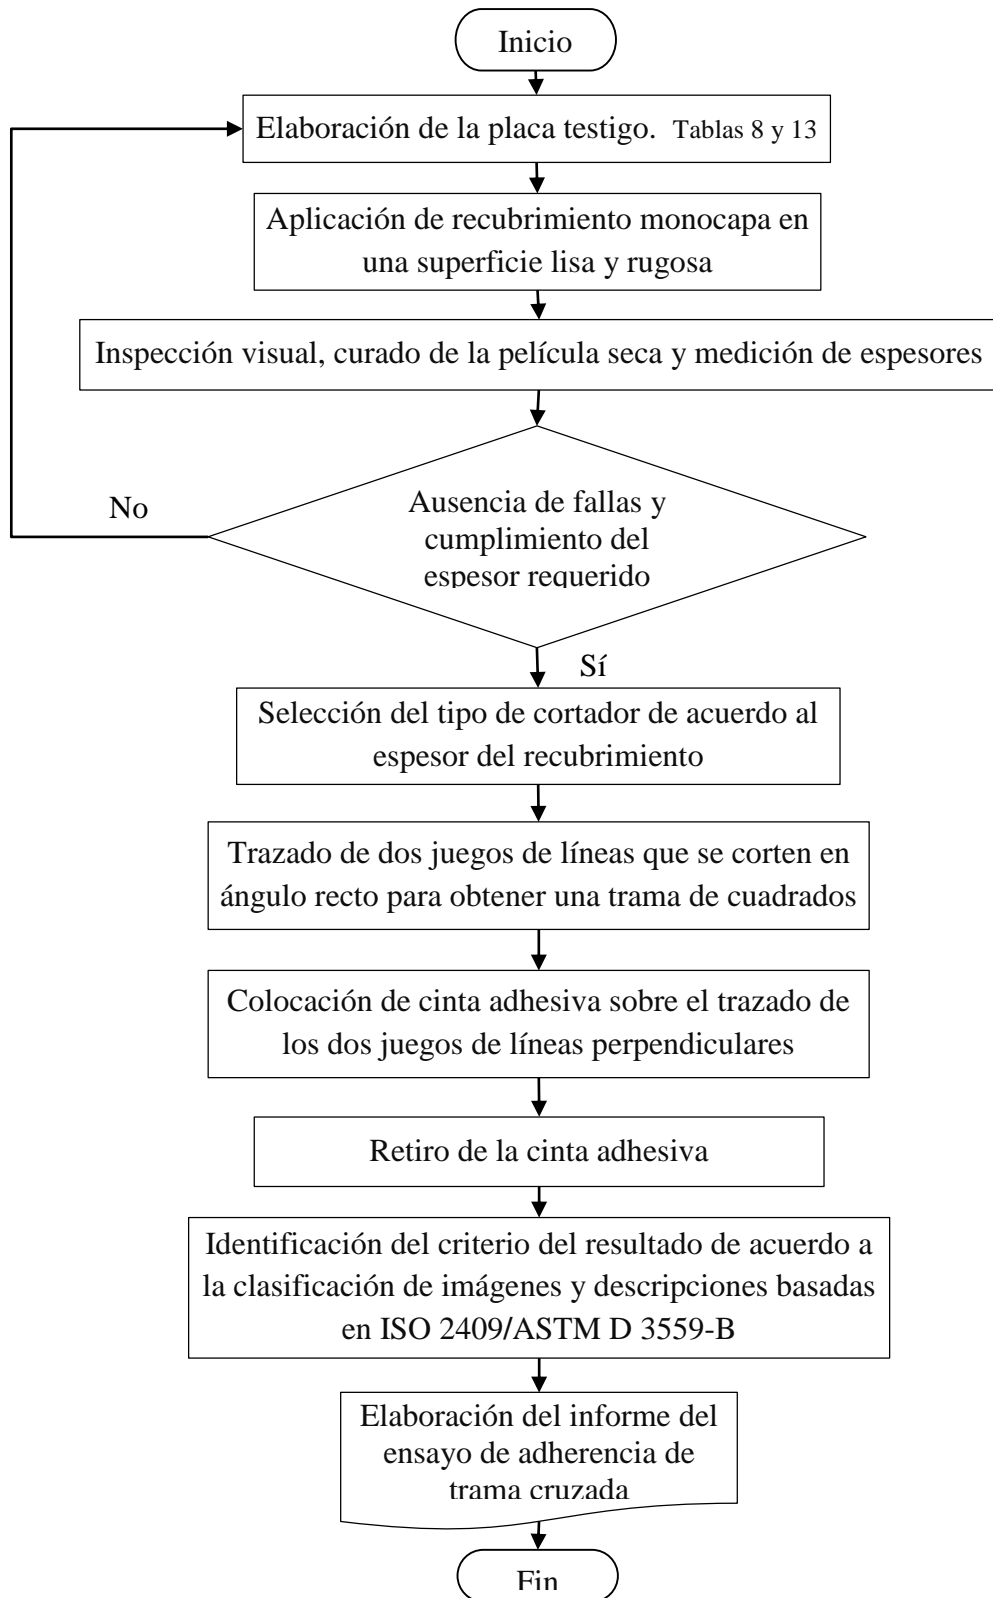 Inicio
Elaboración de la placa testigo. Tablas 8 y 13
Aplicación de recubrimiento monocapa en
una superficie lisa y rugosa
Inspección visual, curado de la película seca y medición de espesores
Ausencia de fallas y
cumplimiento del
espesor requerido
No
Sí
Selección del tipo de cortador de acuerdo al
espesor del recubrimiento
Trazado de dos juegos de líneas que se corten en
ángulo recto para obtener una trama de cuadrados
Colocación de cinta adhesiva sobre el trazado de
los dos juegos de líneas perpendiculares
Retiro de la cinta adhesiva
Identificación del criterio del resultado de acuerdo a
la clasificación de imágenes y descripciones basadas
en ISO 2409/ASTM D 3559-B
Elaboración del informe del
ensayo de adherencia de
trama cruzada
Fin